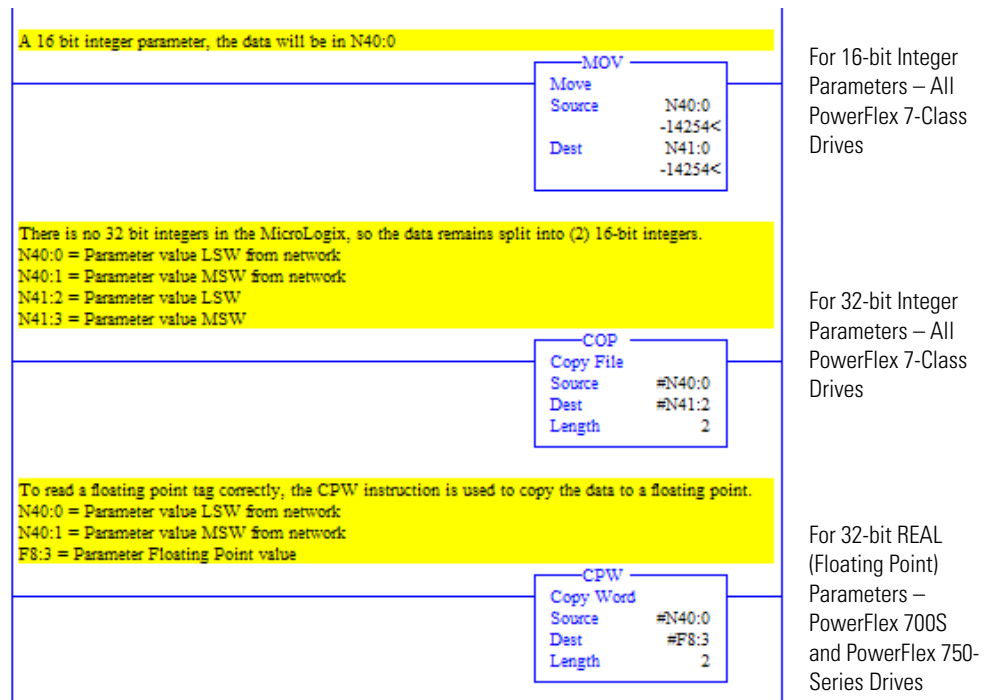 A 16 bit integer parameter, the data will be in N40:0
MOV
Move
Source N40:0
-14254<
Dest N41:0
-14254<
For 16-bit Integer
Parameters – All
PowerFlex 7-Class
Drives
There is no 32 bit integers in the MicroLogix, so the data remains split into (2) 16-bit integers.
N40:0 = Parameter value LSW from network
N40:1 = Parameter value MSW from network
N41:2 = Parameter value LSW
N41:3 = Parameter value MSW
COP
Copy File
Source #N40:0
Dest #N41:2
Length 2
For 32-bit Integer
Parameters – All
PowerFlex 7-Class
Drives
To read a floating point tag correctly, the CPW instruction is used to copy the data to a floating point.
N40:0 = Parameter value LSW from network
N40:1 = Parameter value MSW from network
F8:3 = Parameter Floating Point value
CPW
Copy Word
Source #N40:0
Dest #F8:3
Length 2
For 32-bit REAL
(Floating Point)
Parameters –
PowerFlex 700S
and PowerFlex 750-
Series Drives